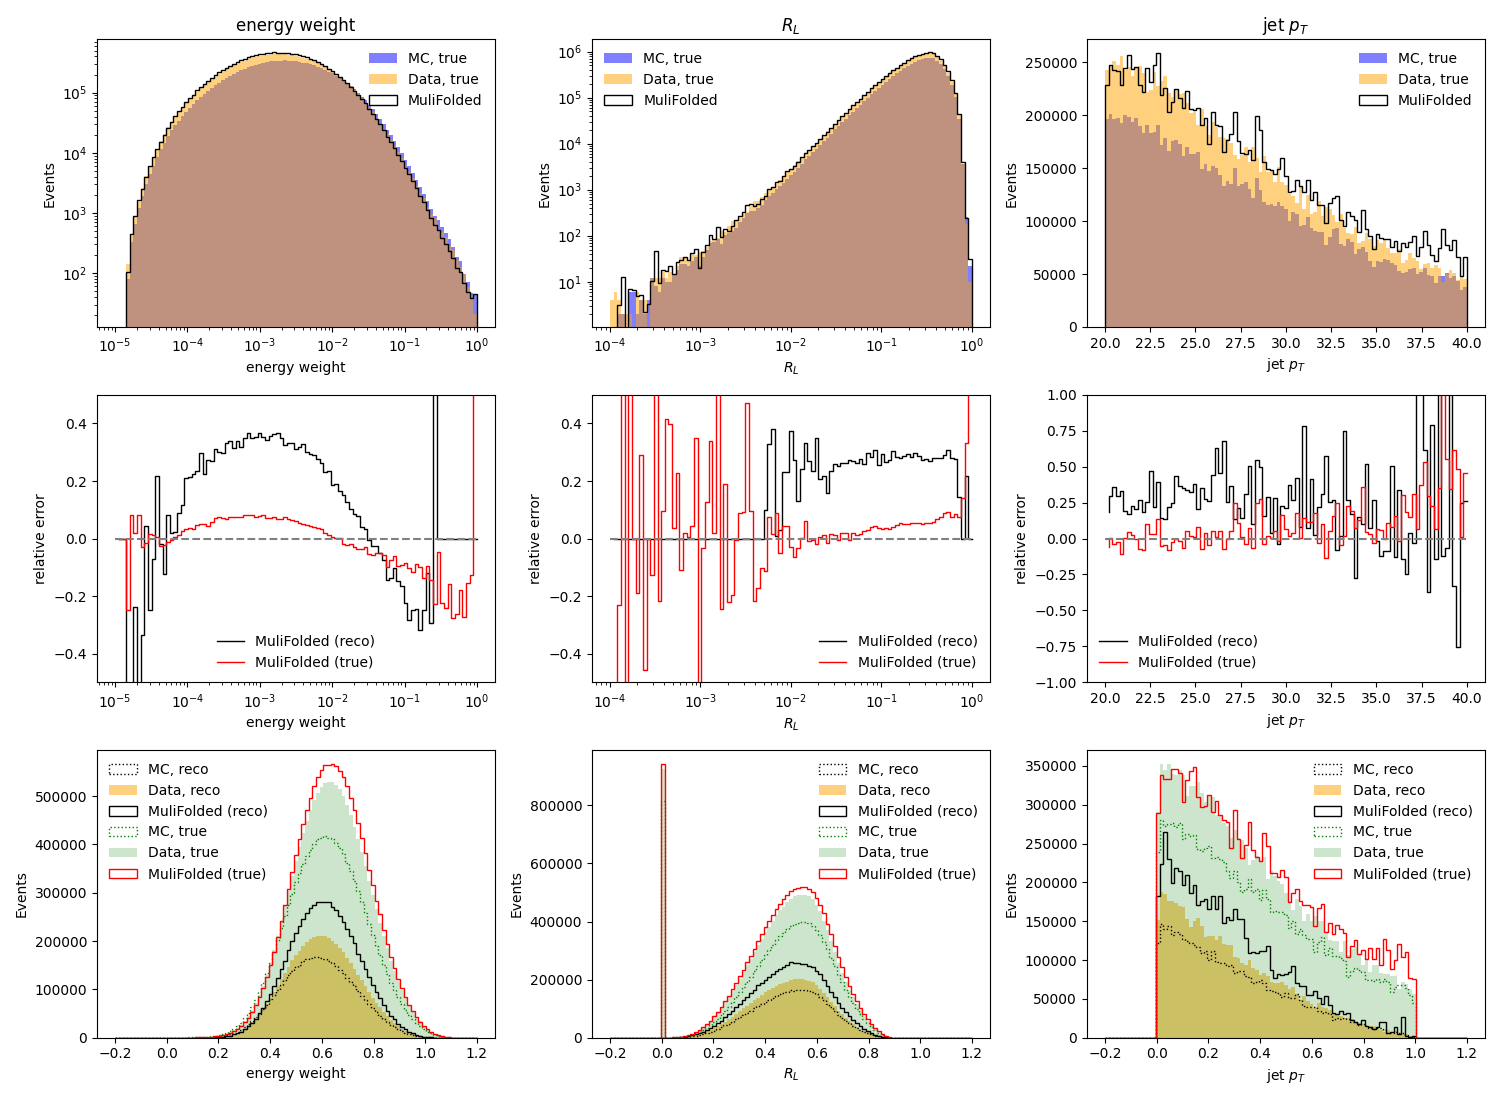 energy weight
R_L
jet p_T
MC, true
Data, true
MuliFolded
MC, true
Data, true
MuliFolded
MC, true
Data, true
MuliFolded
Events
10^5
10^4
10^3
10^2
10^-5 10^-4 10^-3 10^-2 10^-1 10^0
energy weight
Events
10^6
10^5
10^4
10^3
10^2
10^1
10^-4 10^-3 10^-2 10^-1 10^0
R_L
Events
250000
200000
150000
100000
50000
0
20.0 22.5 25.0 27.5 30.0 32.5 35.0 37.5 40.0
jet p_T
relative error
0.4
0.2
0.0
−0.2
−0.4
MuliFolded (reco)
MuliFolded (true)
10^-5 10^-4 10^-3 10^-2 10^-1 10^0
energy weight
relative error
0.4
0.2
0.0
−0.2
−0.4
MuliFolded (reco)
MuliFolded (true)
10^-4 10^-3 10^-2 10^-1 10^0
R_L
relative error
1.00
0.75
0.50
0.25
0.00
−0.25
−0.50
−0.75
−1.00
MuliFolded (reco)
MuliFolded (true)
20.0 22.5 25.0 27.5 30.0 32.5 35.0 37.5 40.0
jet p_T
Events
500000
400000
300000
200000
100000
0
MC, reco
Data, reco
MuliFolded (reco)
MC, true
Data, true
MuliFolded (true)
−0.2 0.0 0.2 0.4 0.6 0.8 1.0 1.2
energy weight
Events
800000
600000
400000
200000
0
MC, reco
Data, reco
MuliFolded (reco)
MC, true
Data, true
MuliFolded (true)
−0.2 0.0 0.2 0.4 0.6 0.8 1.0 1.2
R_L
Events
350000
300000
250000
200000
150000
100000
50000
0
MC, reco
Data, reco
MuliFolded (reco)
MC, true
Data, true
MuliFolded (true)
−0.2 0.0 0.2 0.4 0.6 0.8 1.0 1.2
jet p_T